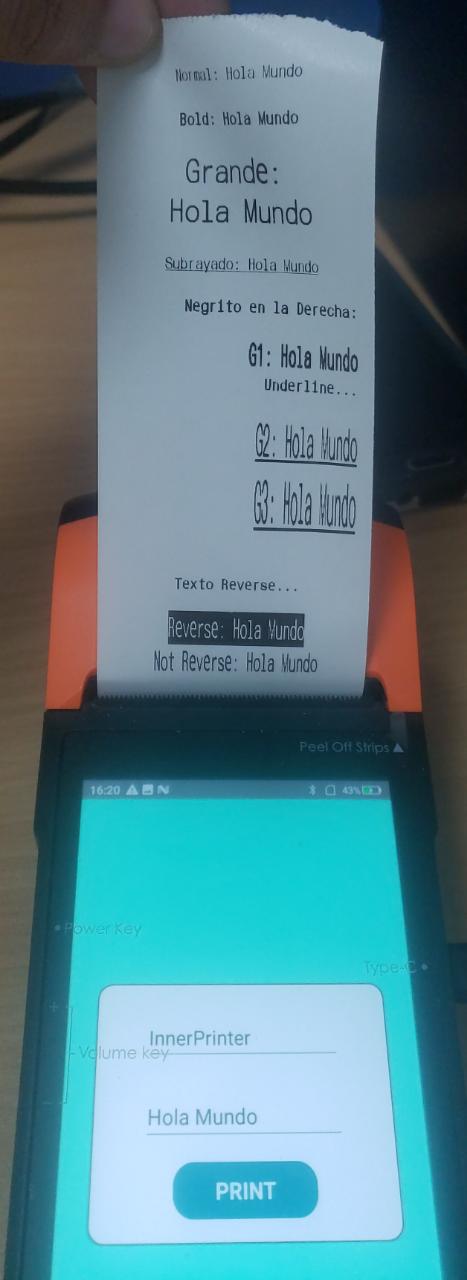 Normal: Hola Mundo
Bold: Hola Mundo
Grande:
Hola Mundo
Subrayado: Hola Mundo
Negrito en la Derecha:
G1: Hola Mundo
Underline...
G2: Hola Mundo
G3: Hola Mundo
Texto Reverse...
Reverse: Hola Mundo
Not Reverse: Hola Mundo
Peel Off Strips ▲
16:20 43%
• Power Key
Type-C •
+
- Volume key
InnerPrinter
Hola Mundo
PRINT